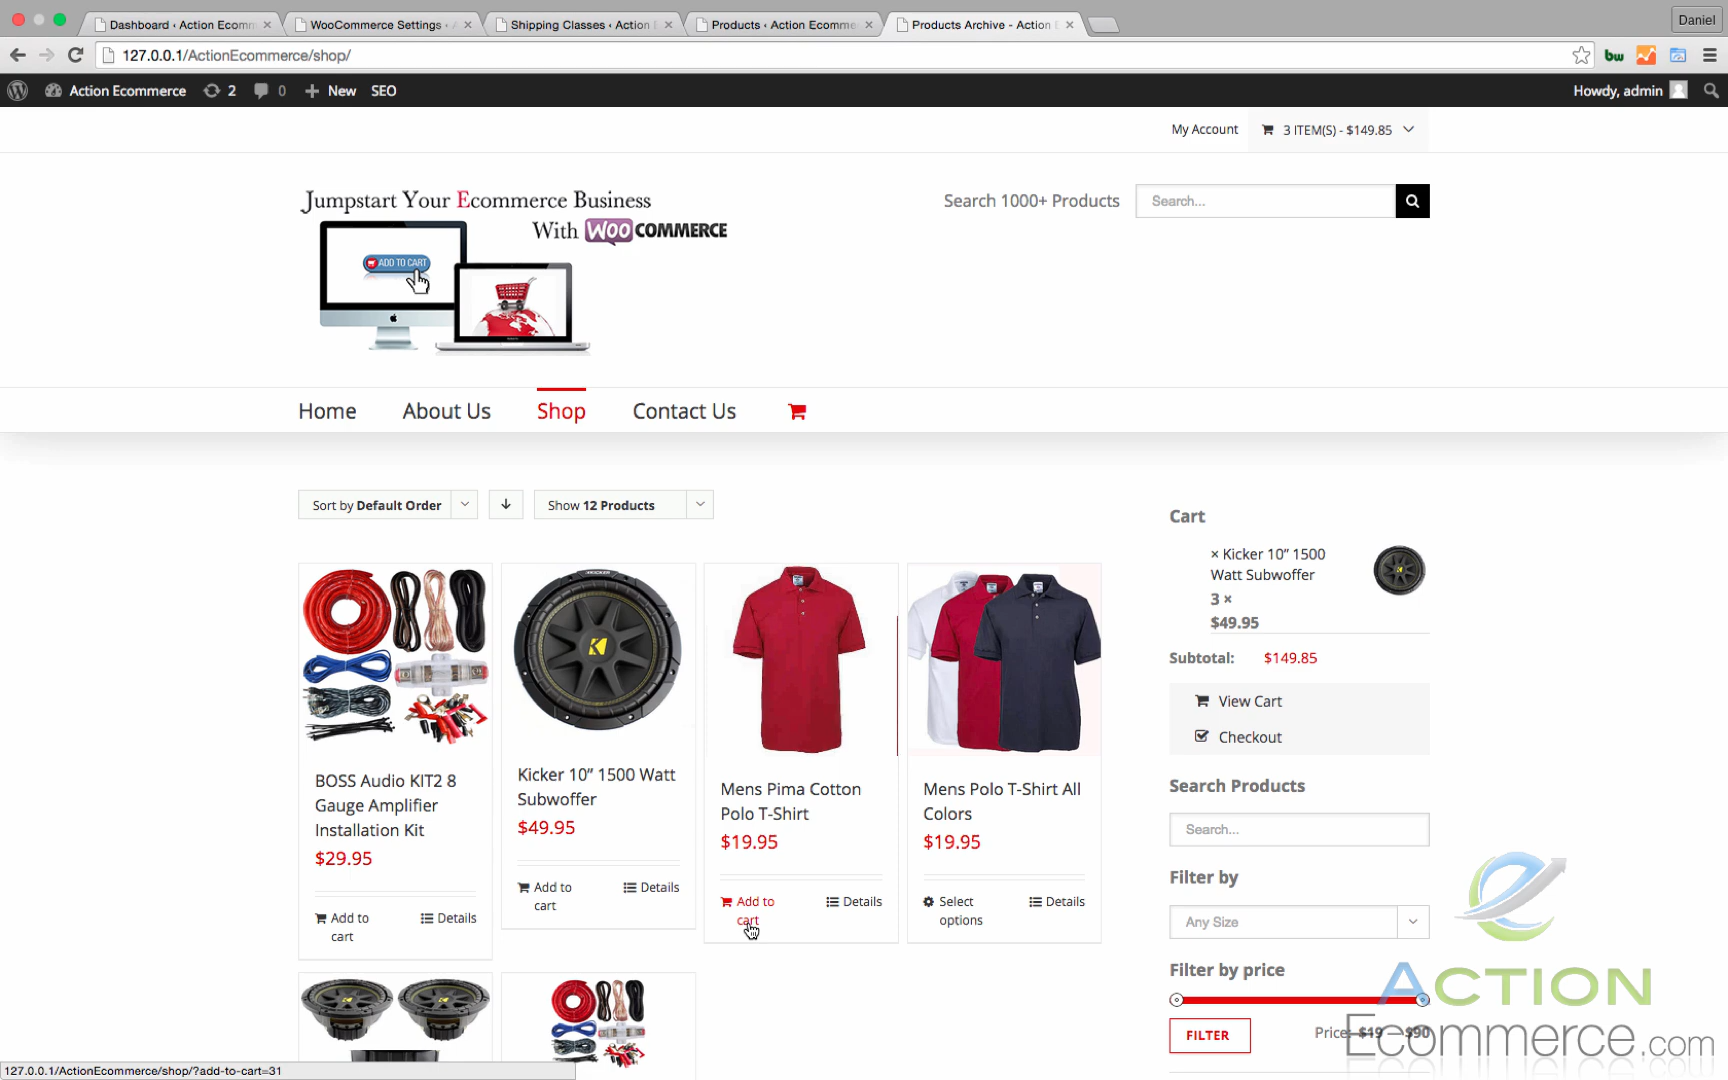 Dashboard ‹ Action Ecomm
WooCommerce Settings ‹
Shipping Classes ‹ Action
Products ‹ Action Ecomme
Products Archive - Action E
Daniel
127.0.0.1/ActionEcommerce/shop/
bw
Action Ecommerce
2
0
New
SEO
Howdy, admin
My Account
3 ITEM(S) - $149.85
Jumpstart Your Ecommerce Business
With WOOCOMMERCE
ADD TO CART
Search 1000+ Products
Search...
Home
About Us
Shop
Contact Us
Sort by Default Order
Show 12 Products
BOSS Audio KIT2 8
Gauge Amplifier
Installation Kit
$29.95
Add to
cart
Details
Kicker 10” 1500 Watt
Subwoffer
$49.95
Add to
cart
Details
Mens Pima Cotton
Polo T-Shirt
$19.95
Add to
cart
Details
Mens Polo T-Shirt All
Colors
$19.95
Select
options
Details
Cart
× Kicker 10” 1500
Watt Subwoffer
3 ×
$49.95
Subtotal: $149.85
View Cart
Checkout
Search Products
Search...
Filter by
Any Size
Filter by price
FILTER
Price: $19 — $90
ACTION
Ecommerce.com
127.0.0.1/ActionEcommerce/shop/?add-to-cart=31